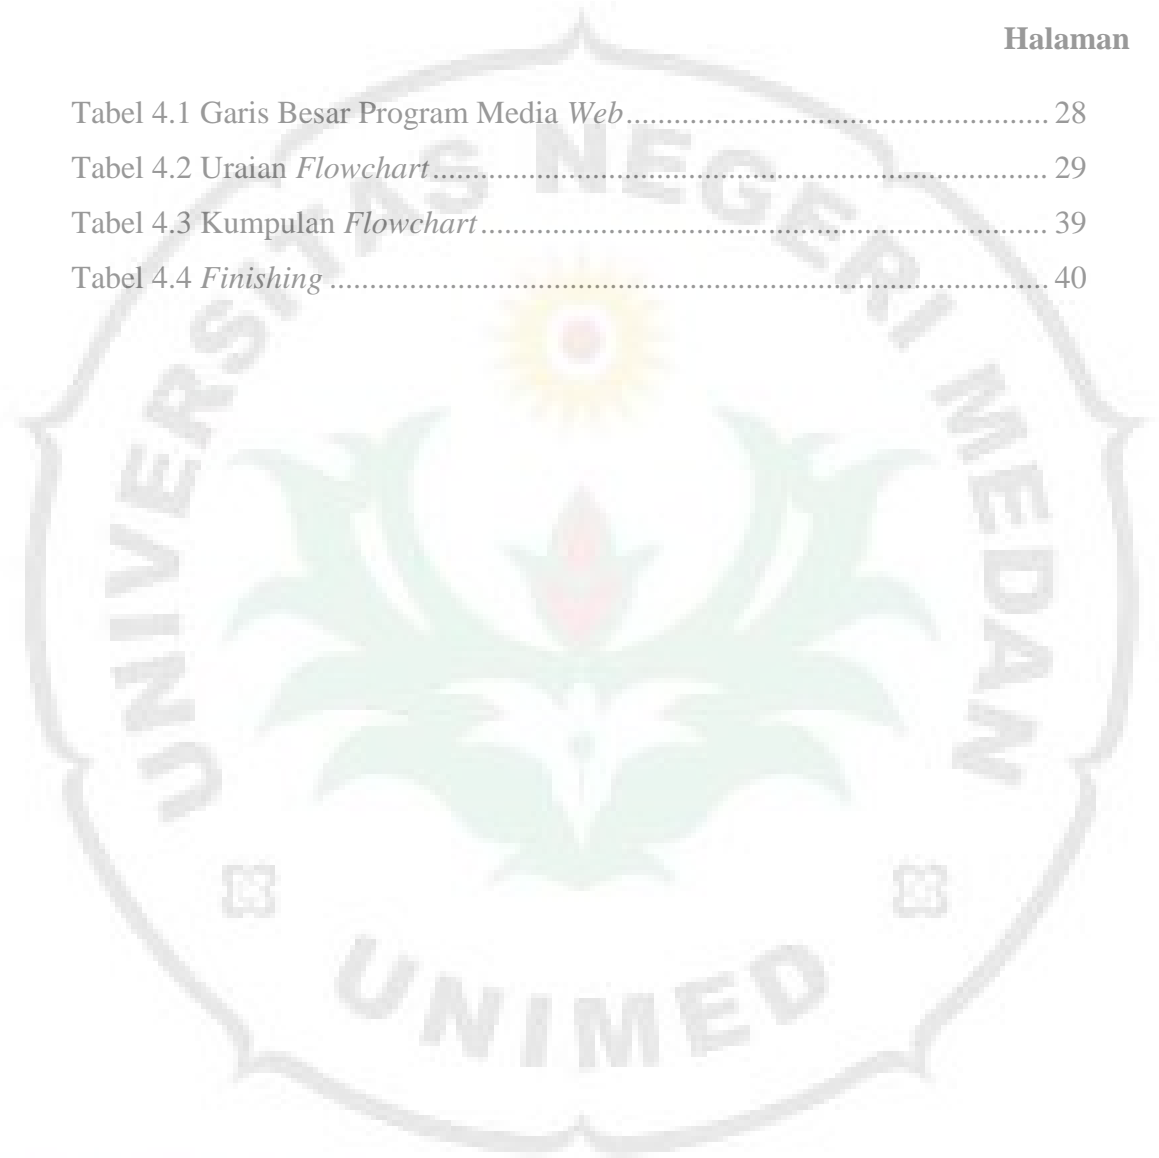 Halaman
Tabel 4.1 Garis Besar Program Media Web.................................................... 28
Tabel 4.2 Uraian Flowchart........................................................................... 29
Tabel 4.3 Kumpulan Flowchart..................................................................... 39
Tabel 4.4 Finishing........................................................................................ 40
UNIVERSITAS NEGERI MEDAN
UNIMED